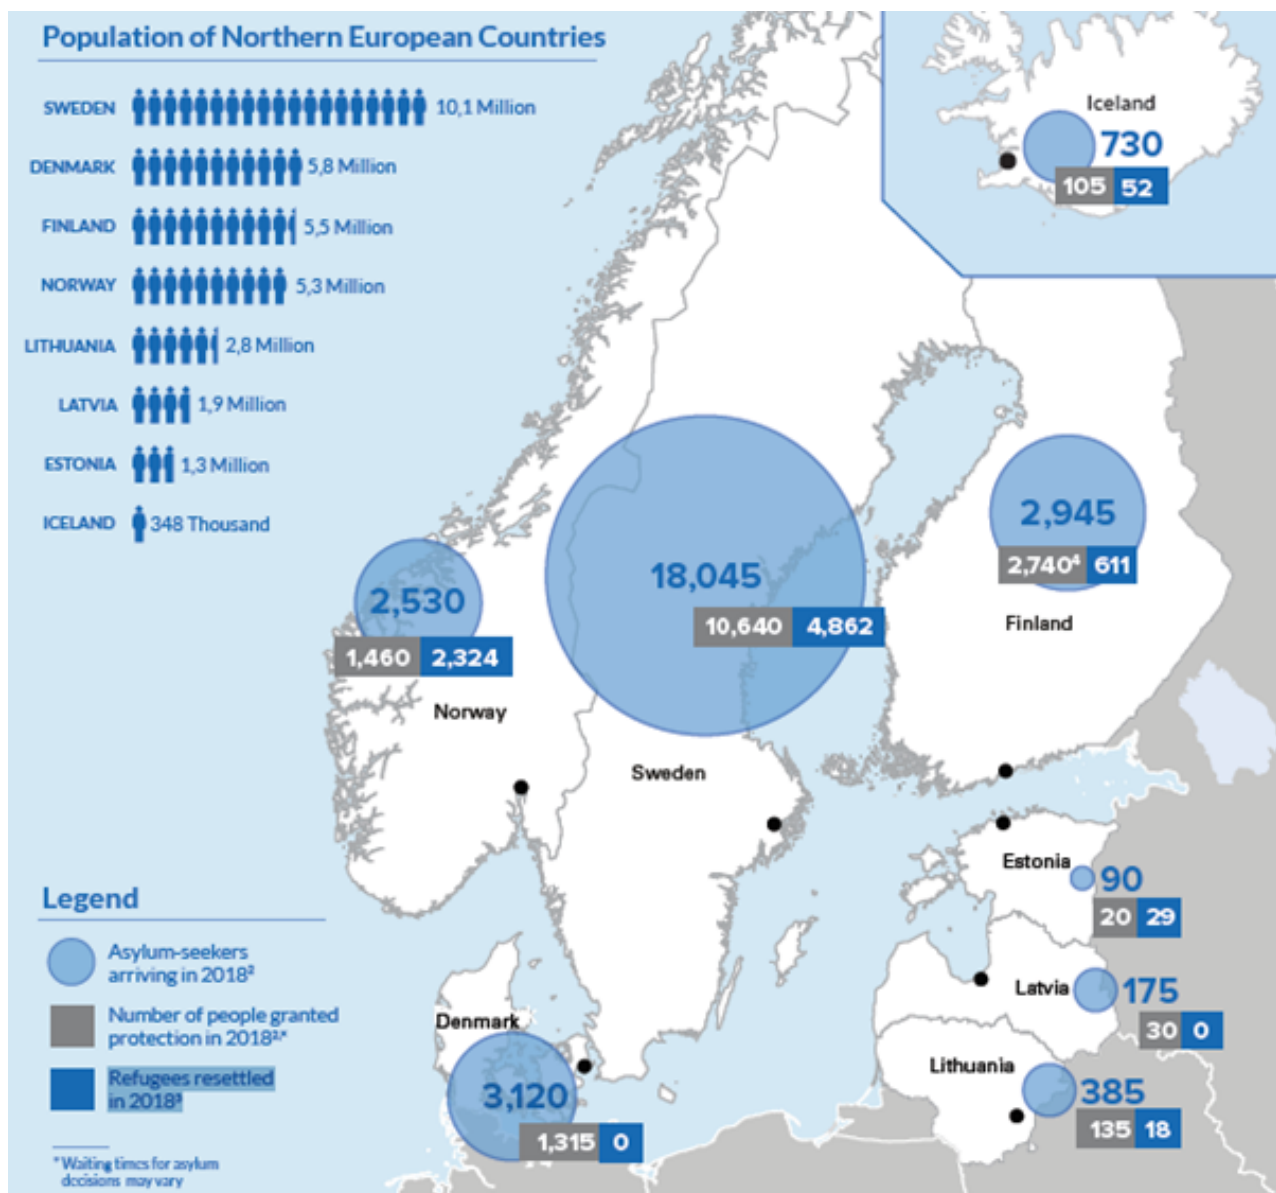 Population of Northern European Countries
SWEDEN 10,1 Million
DENMARK 5,8 Million
FINLAND 5,5 Million
NORWAY 5,3 Million
LITHUANIA 2,8 Million
LATVIA 1,9 Million
ESTONIA 1,3 Million
ICELAND 348 Thousand
Iceland
730
105 52
2,945
2,740⁴ 611
Finland
18,045
10,640 4,862
Sweden
2,530
1,460 2,324
Norway
Estonia
90
20 29
Latvia 175
30 0
Lithuania
385
135 18
Denmark
3,120
1,315 0
Legend
Asylum-seekers
arriving in 2018²
Number of people granted
protection in 2018²,*
Refugees resettled
in 2018³
* Waiting times for asylum
decisions may vary